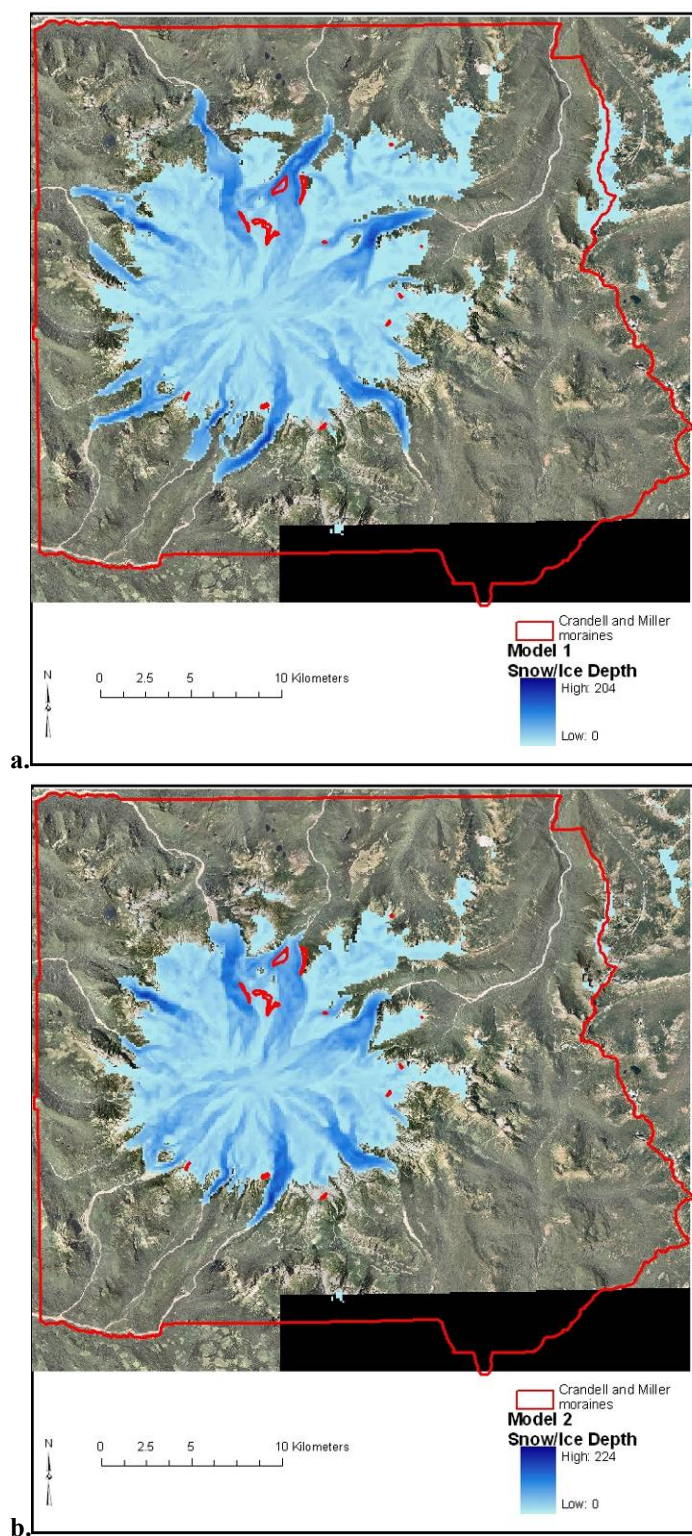 Crandell and Miller
moraines
Model 1
Snow/Ice Depth
High: 204
Low: 0
N
0 2.5 5 10 Kilometers
a.
Crandell and Miller
moraines
Model 2
Snow/Ice Depth
High: 224
Low: 0
N
0 2.5 5 10 Kilometers
b.